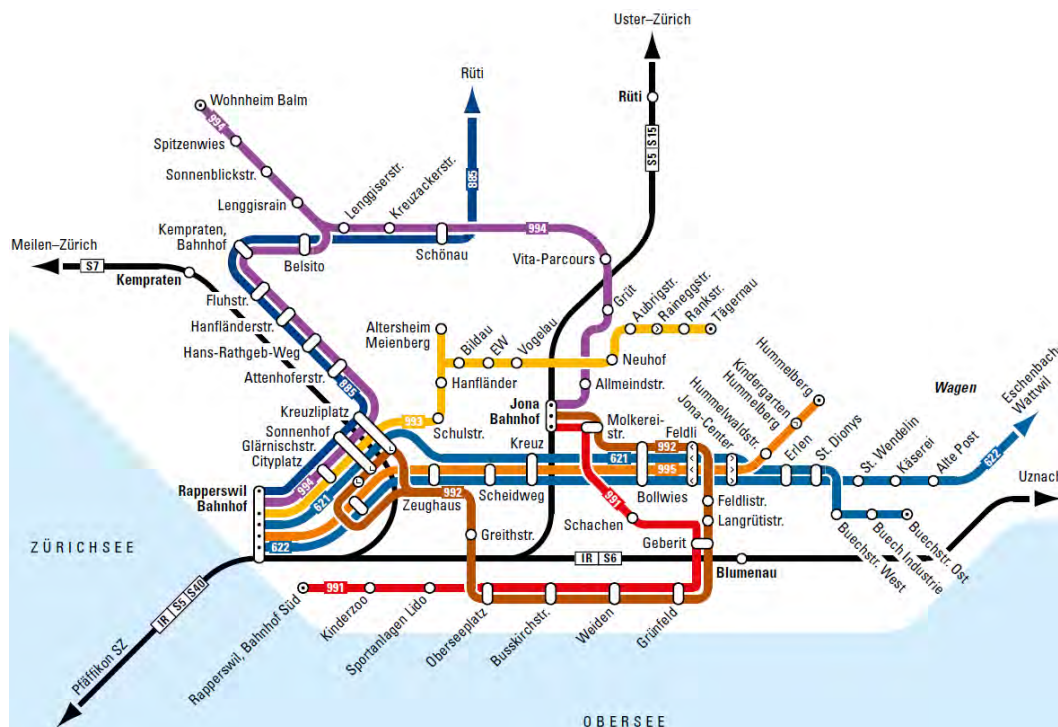 Uster–Zürich
Rüti
Rüti
Wohnheim Balm
994
S5 | S15
Spitzenwies
Sonnenblickstr.
885
Lenggisrain
Lenggiserstr.
Kreuzackerstr.
Kempraten,
Bahnhof
994
Meilen–Zürich
Belsito
Schönau
S7
Kempraten
Vita-Parcours
Fluhstr.
Grüt
Hanfländerstr.
Altersheim
Meienberg
Bildau
EW
Vogelau
Aubrigstr.
Raineggstr.
Rankstr.
Tägernau
Hans-Rathgeb-Weg
Neuhof
Attenhoferstr.
885
Hanfländer
Allmeindstr.
Hummelberg
Kindergarten
Hummelberg
Hummelwaldstr.
Jona-Center
Wagen
Eschenbach
Wattwil
Kreuzliplatz
993
Schulstr.
Jona
Bahnhof
Molkerei-
str.
Feldli
Sonnenhof
Glärnischstr.
Cityplatz
Kreuz
621
992
995
Erlen
St. Dionys
St. Wendelin
Käserei
Alte Post
622
994
Rapperswil
Bahnhof
621
Zeughaus
992
Scheidweg
Bollwies
991
Feldlistr.
Uznach
Schachen
Langrütistr.
622
Greithstr.
Geberit
ZÜRICHSEE
IR | S6
Blumenau
Buechstr. West
Buech Industrie
Buechstr. Ost
IR | S5 | S40
991
Rapperswil, Bahnhof Süd
Kinderzoo
Sportanlagen Lido
Oberseeplatz
Busskirchstr.
Weiden
Grünfeld
Pfäffikon SZ
OBERSEE